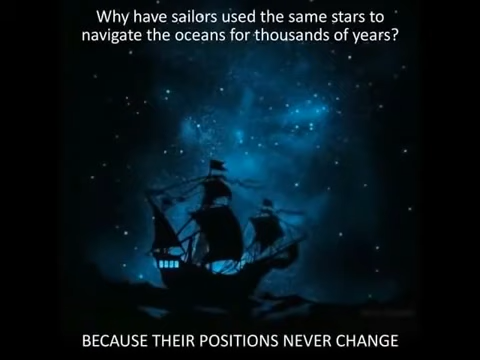 Why have sailors used the same stars to
navigate the oceans for thousands of years?
BECAUSE THEIR POSITIONS NEVER CHANGE